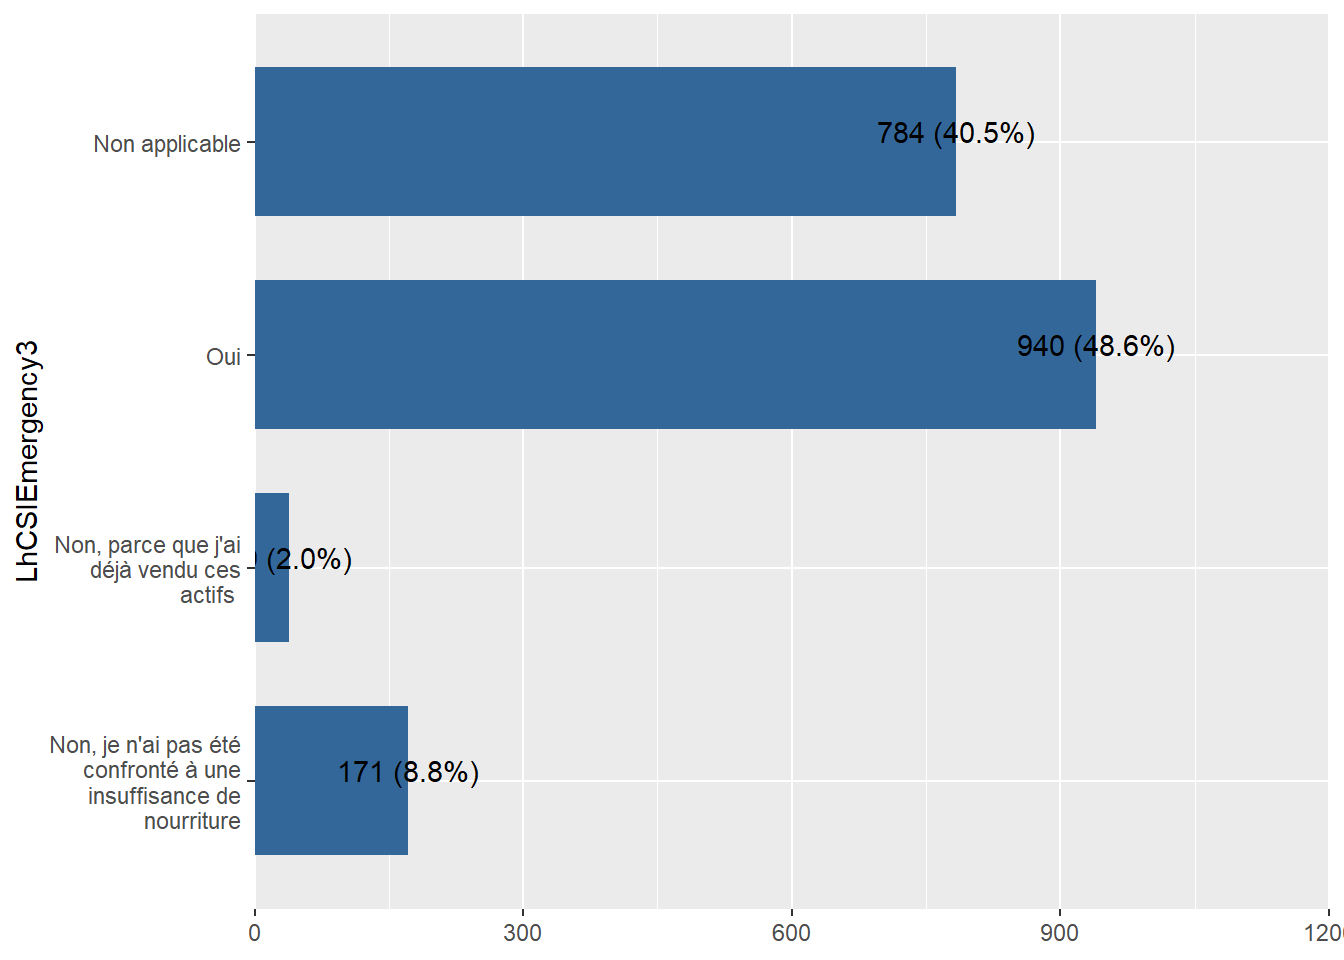 Non applicable
784 (40.5%)
Oui
940 (48.6%)
LhCSIEmergency3
Non, parce que j'ai
déjà vendu ces
actifs
(2.0%)
Non, je n'ai pas été
confronté à une
insuffisance de
nourriture
171 (8.8%)
0 300 600 900